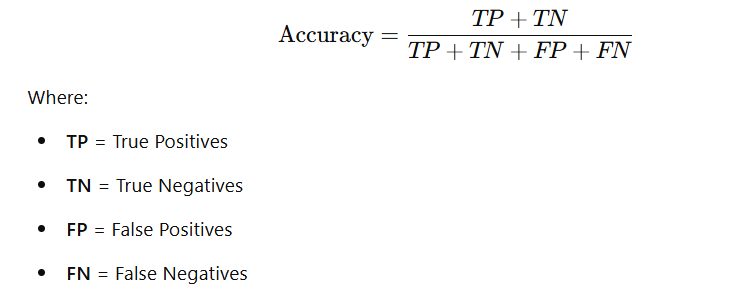 Accuracy = TP + TN / TP + TN + FP + FN
Where:
• TP = True Positives
• TN = True Negatives
• FP = False Positives
• FN = False Negatives